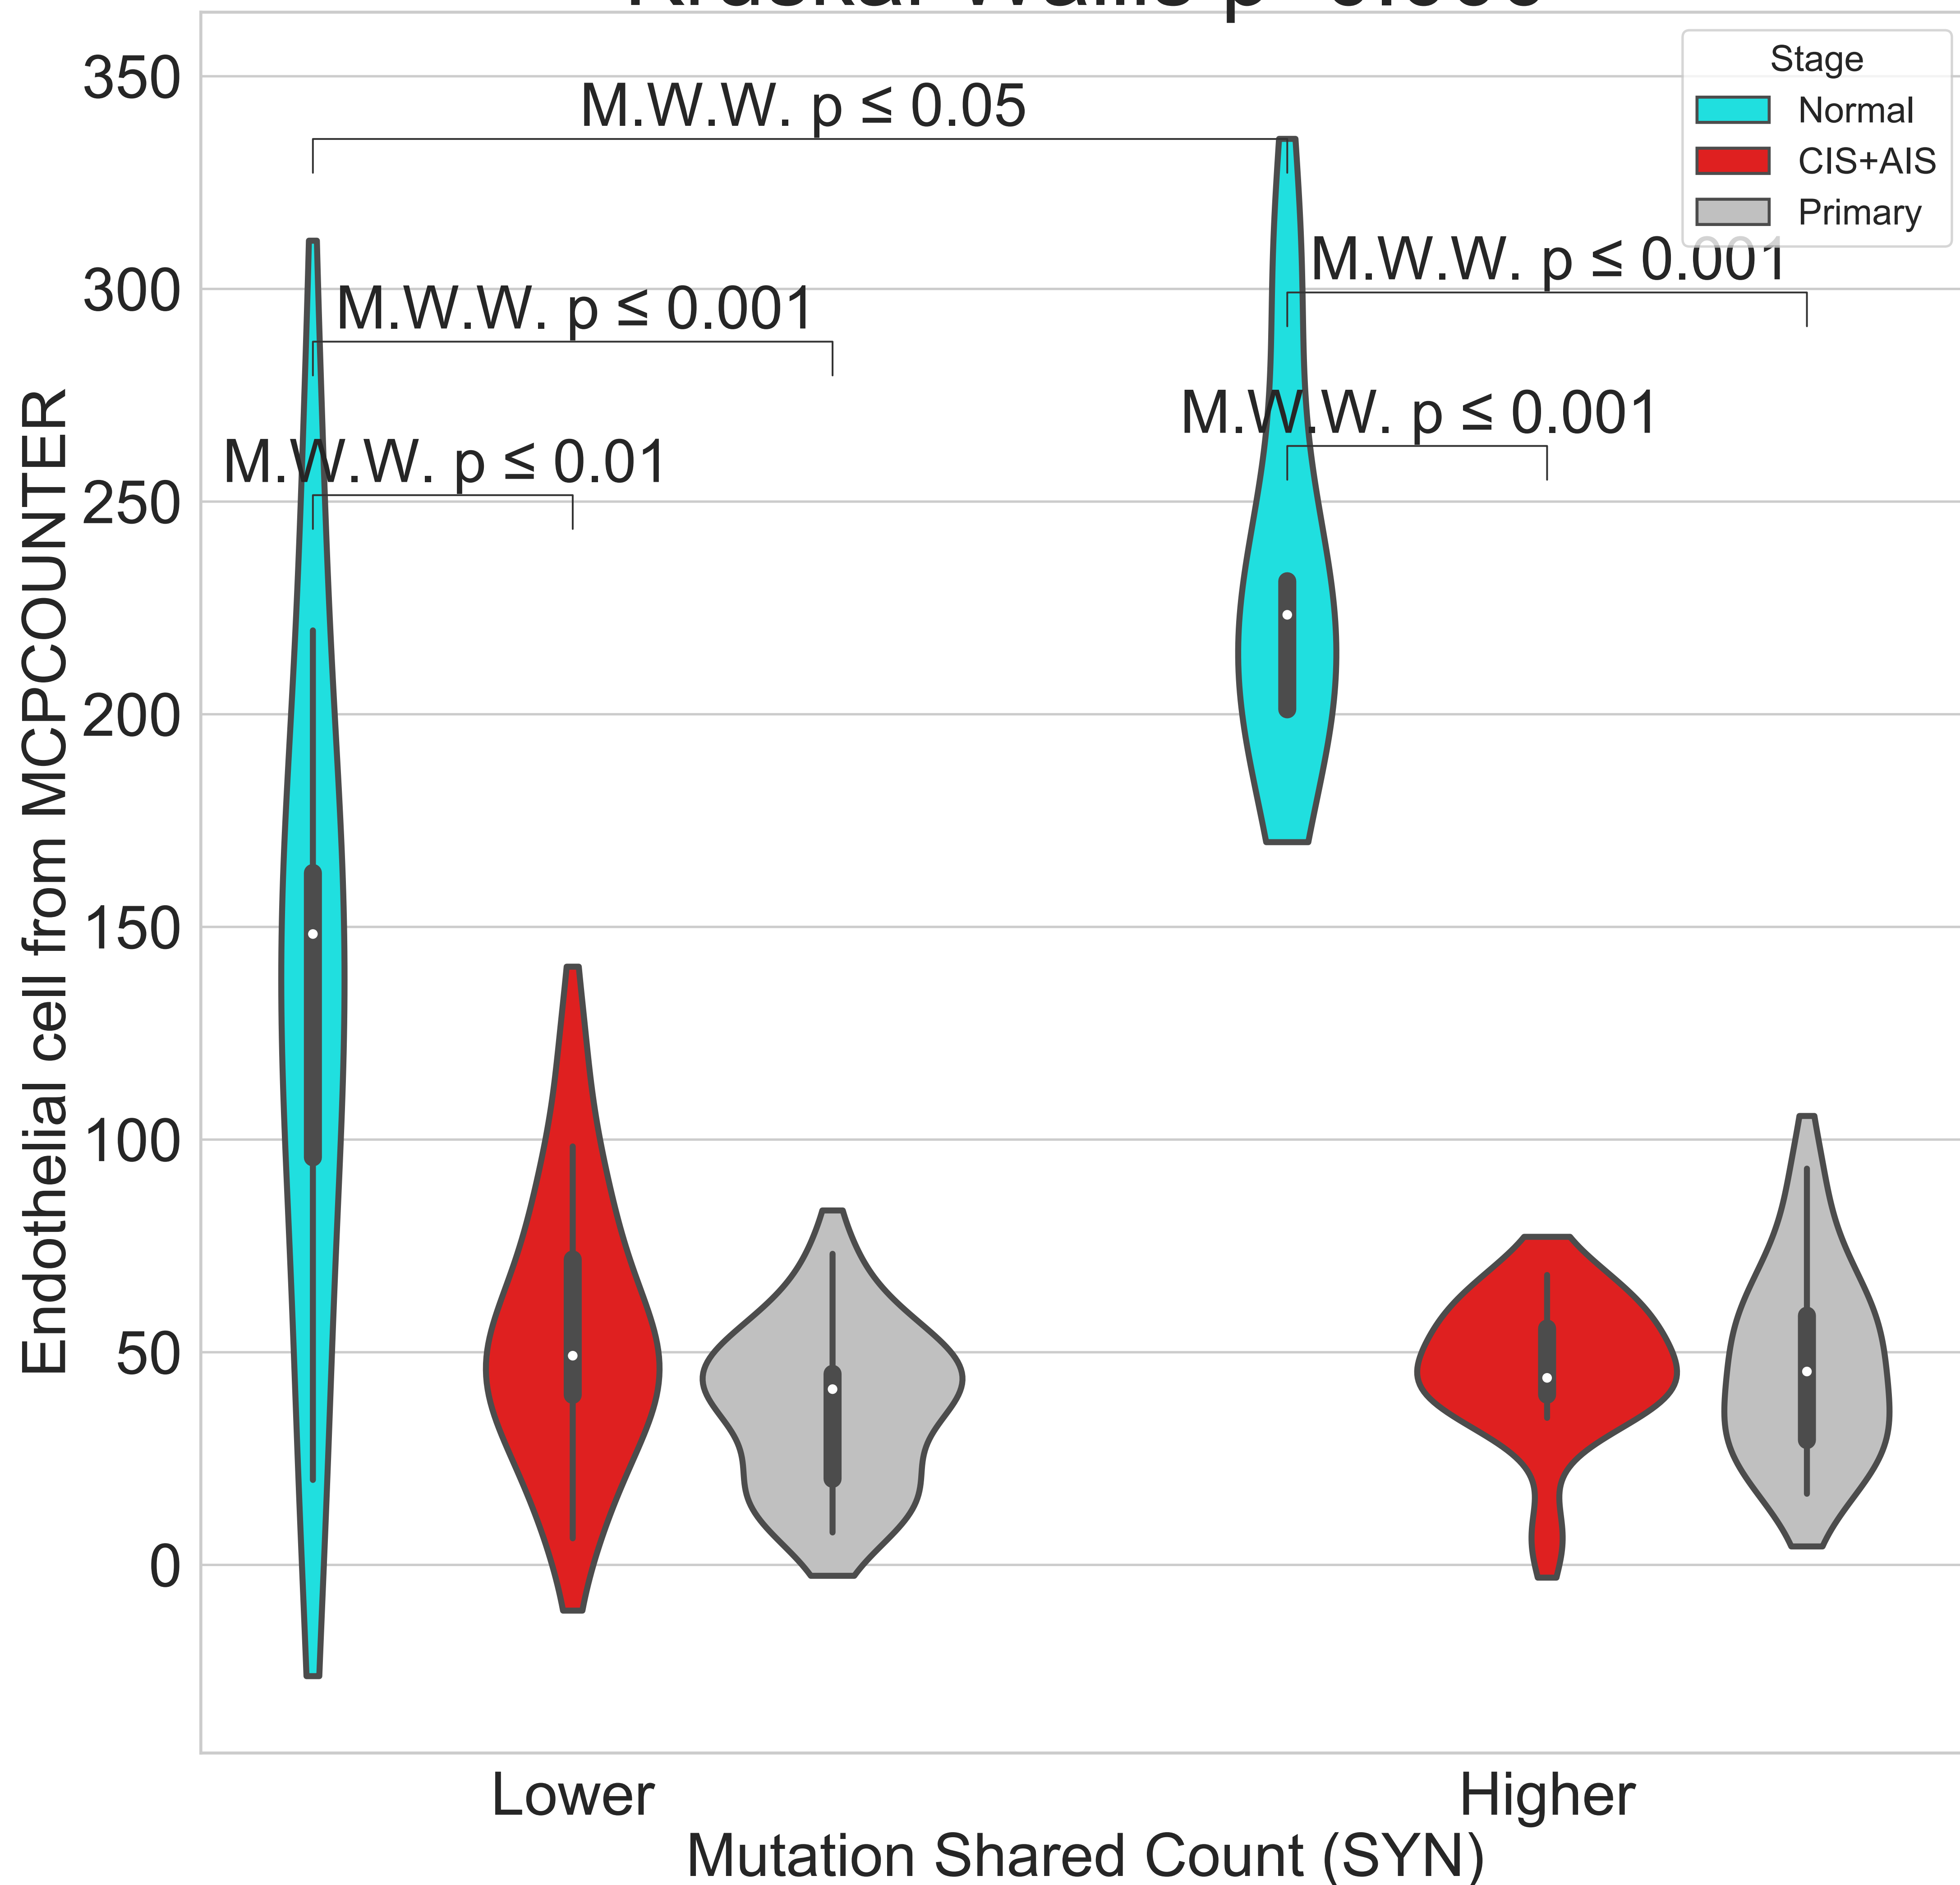 350
300
250
200
150
100
50
0
Endothelial cell from MCPCOUNTER
M.W.W. p ≤ 0.05
M.W.W. p ≤ 0.001
M.W.W. p ≤ 0.01
M.W.W. p ≤ 0.001
M.W.W. p ≤ 0.001
Stage
Normal
CIS+AIS
Primary
Lower
Higher
Mutation Shared Count (SYN)